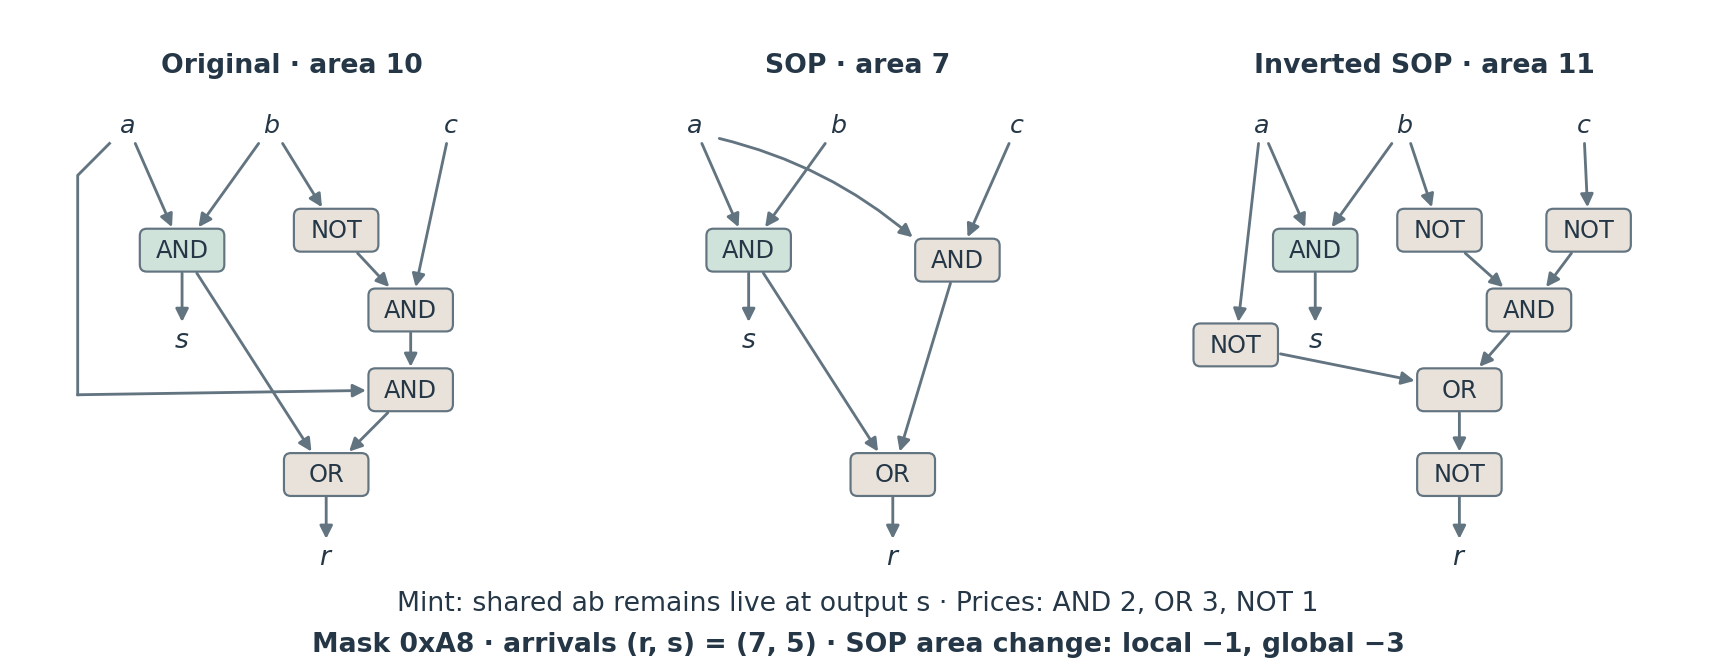 Original · area 10
a
b
c
AND
NOT
AND
s
AND
OR
r
SOP · area 7
a
b
c
AND
AND
s
OR
r
Inverted SOP · area 11
a
b
c
AND
NOT
NOT
AND
NOT
s
OR
NOT
r
Mint: shared ab remains live at output s · Prices: AND 2, OR 3, NOT 1
Mask 0xA8 · arrivals (r, s) = (7, 5) · SOP area change: local −1, global −3